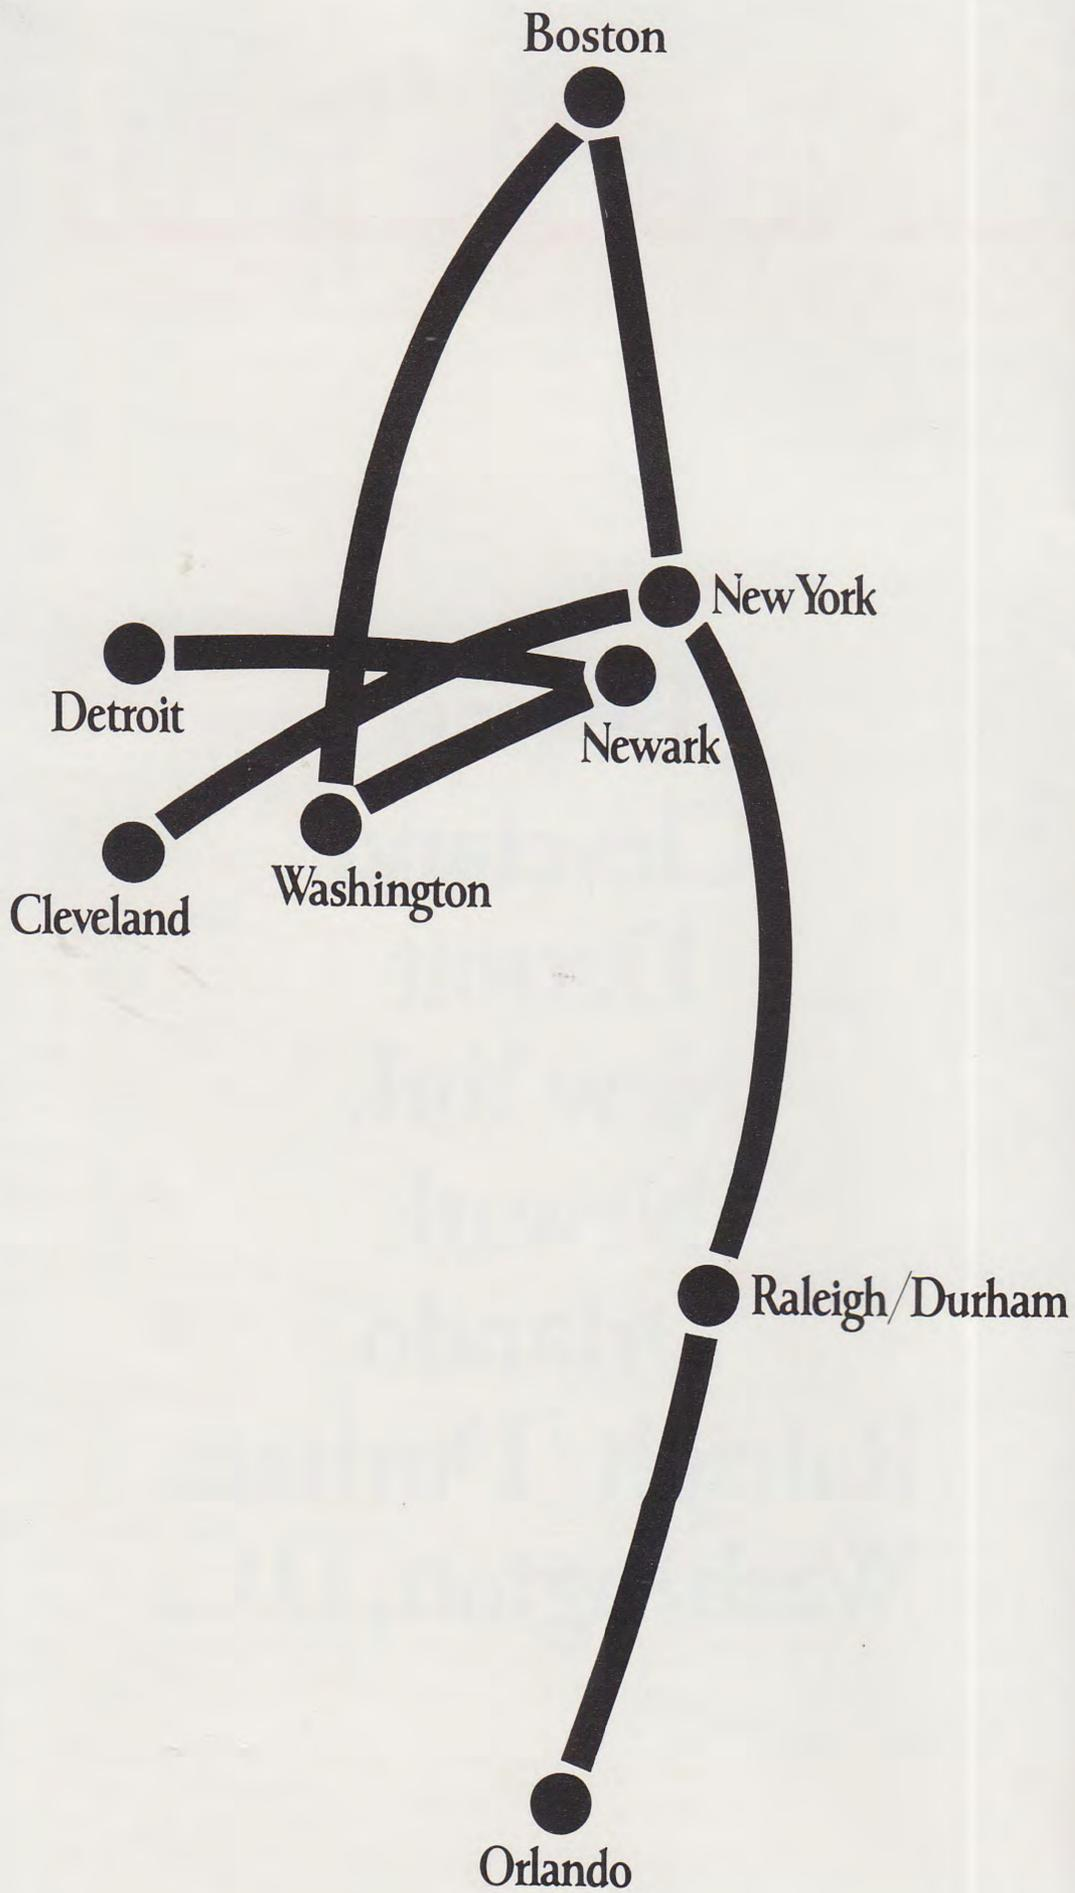 Boston
New York
Detroit
Newark
Washington
Cleveland
Raleigh/Durham
Orlando